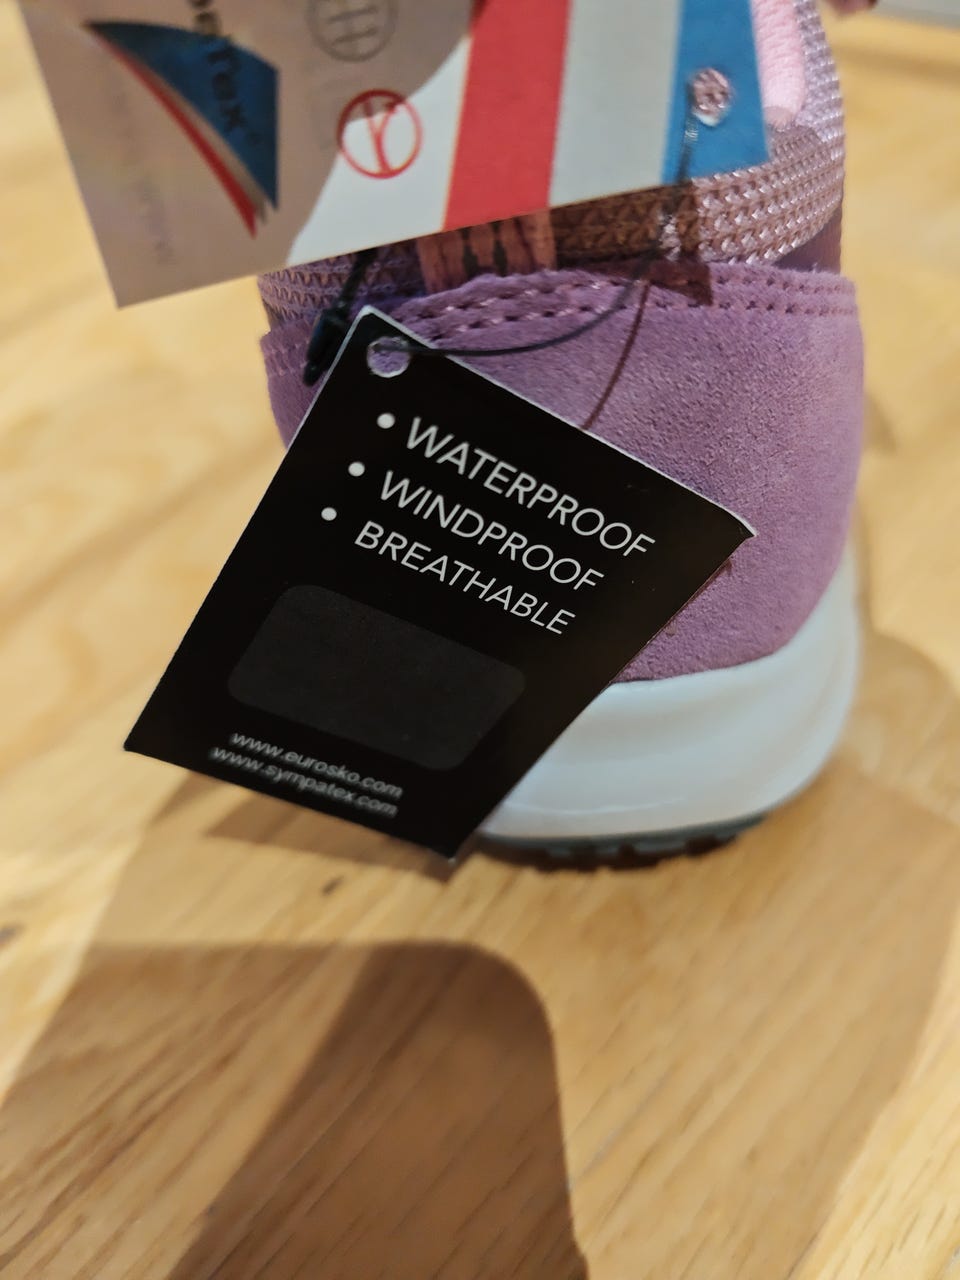 • WATERPROOF
• WINDPROOF
• BREATHABLE
www.eurosko.com
www.sympatex.com